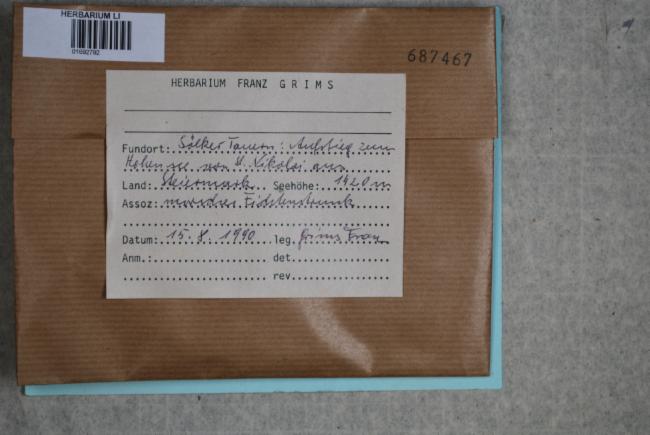 HERBARIUM LI
01692792
687467
HERBARIUM FRANZ GRIMS
Fundort: Sölker Tauern: Aufstieg zum
Hohensee von St. Nikolai aus
Land: Steiermark Seehöhe: 1420 m
Assoz: morscher Fichtenstrunk
Datum: 15. 8. 1990 leg. Grims Franz
Anm.: det.
rev.